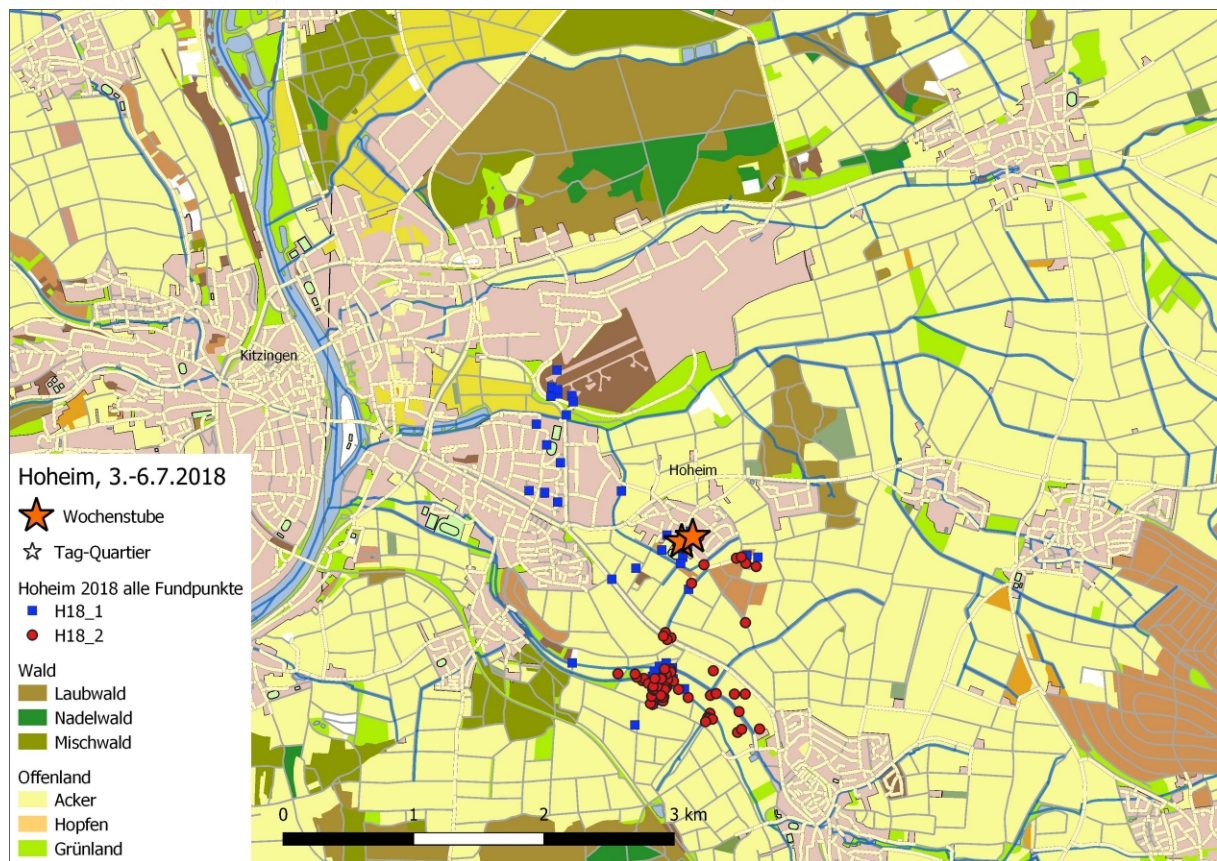 Kitzingen
Hoheim
Hoheim, 3.-6.7.2018
Wochenstube
Tag-Quartier
Hoheim 2018 alle Fundpunkte
H18_1
H18_2
Wald
Laubwald
Nadelwald
Mischwald
Offenland
Acker
Hopfen
Grünland
0 1 2 3 km